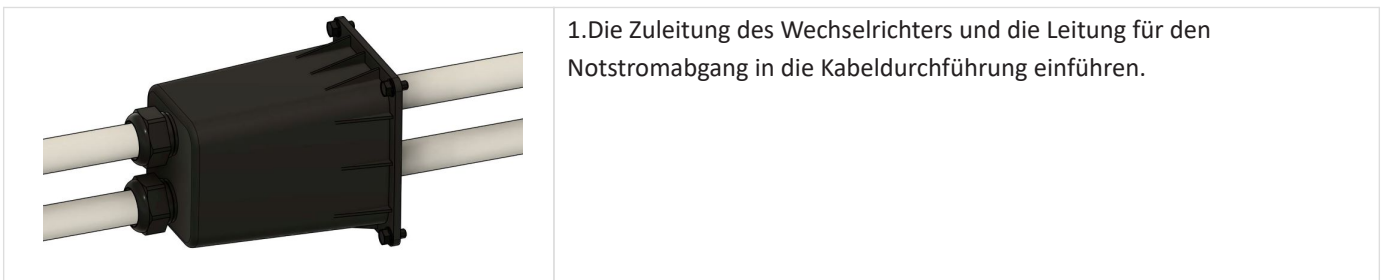 1.Die Zuleitung des Wechselrichters und die Leitung für den
Notstromabgang in die Kabeldurchführung einführen.